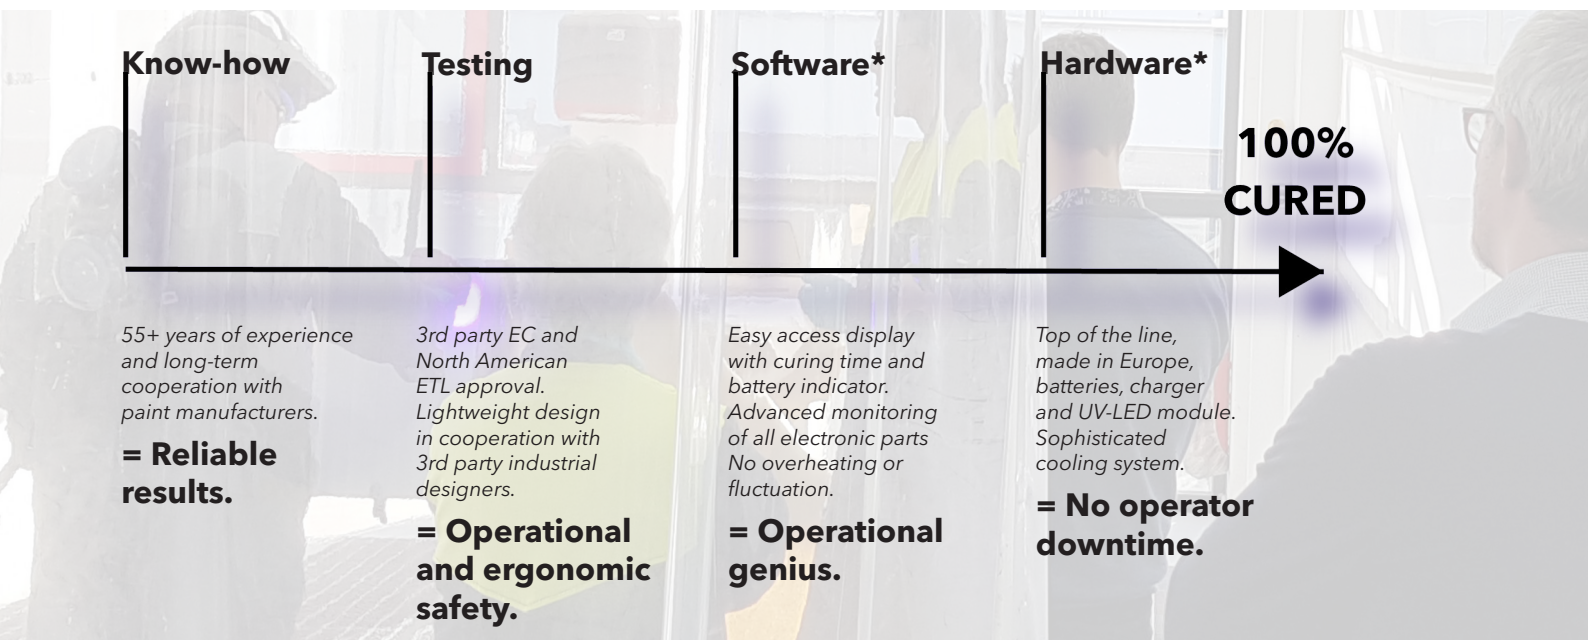 Know-how
Testing
Software*
Hardware*
100%
CURED
55+ years of experience
and long-term
cooperation with
paint manufacturers.
= Reliable
results.
3rd party EC and
North American
ETL approval.
Lightweight design
in cooperation with
3rd party industrial
designers.
= Operational
and ergonomic
safety.
Easy access display
with curing time and
battery indicator.
Advanced monitoring
of all electronic parts
No overheating or
fluctuation.
= Operational
genius.
Top of the line,
made in Europe,
batteries, charger
and UV-LED module.
Sophisticated
cooling system.
= No operator
downtime.